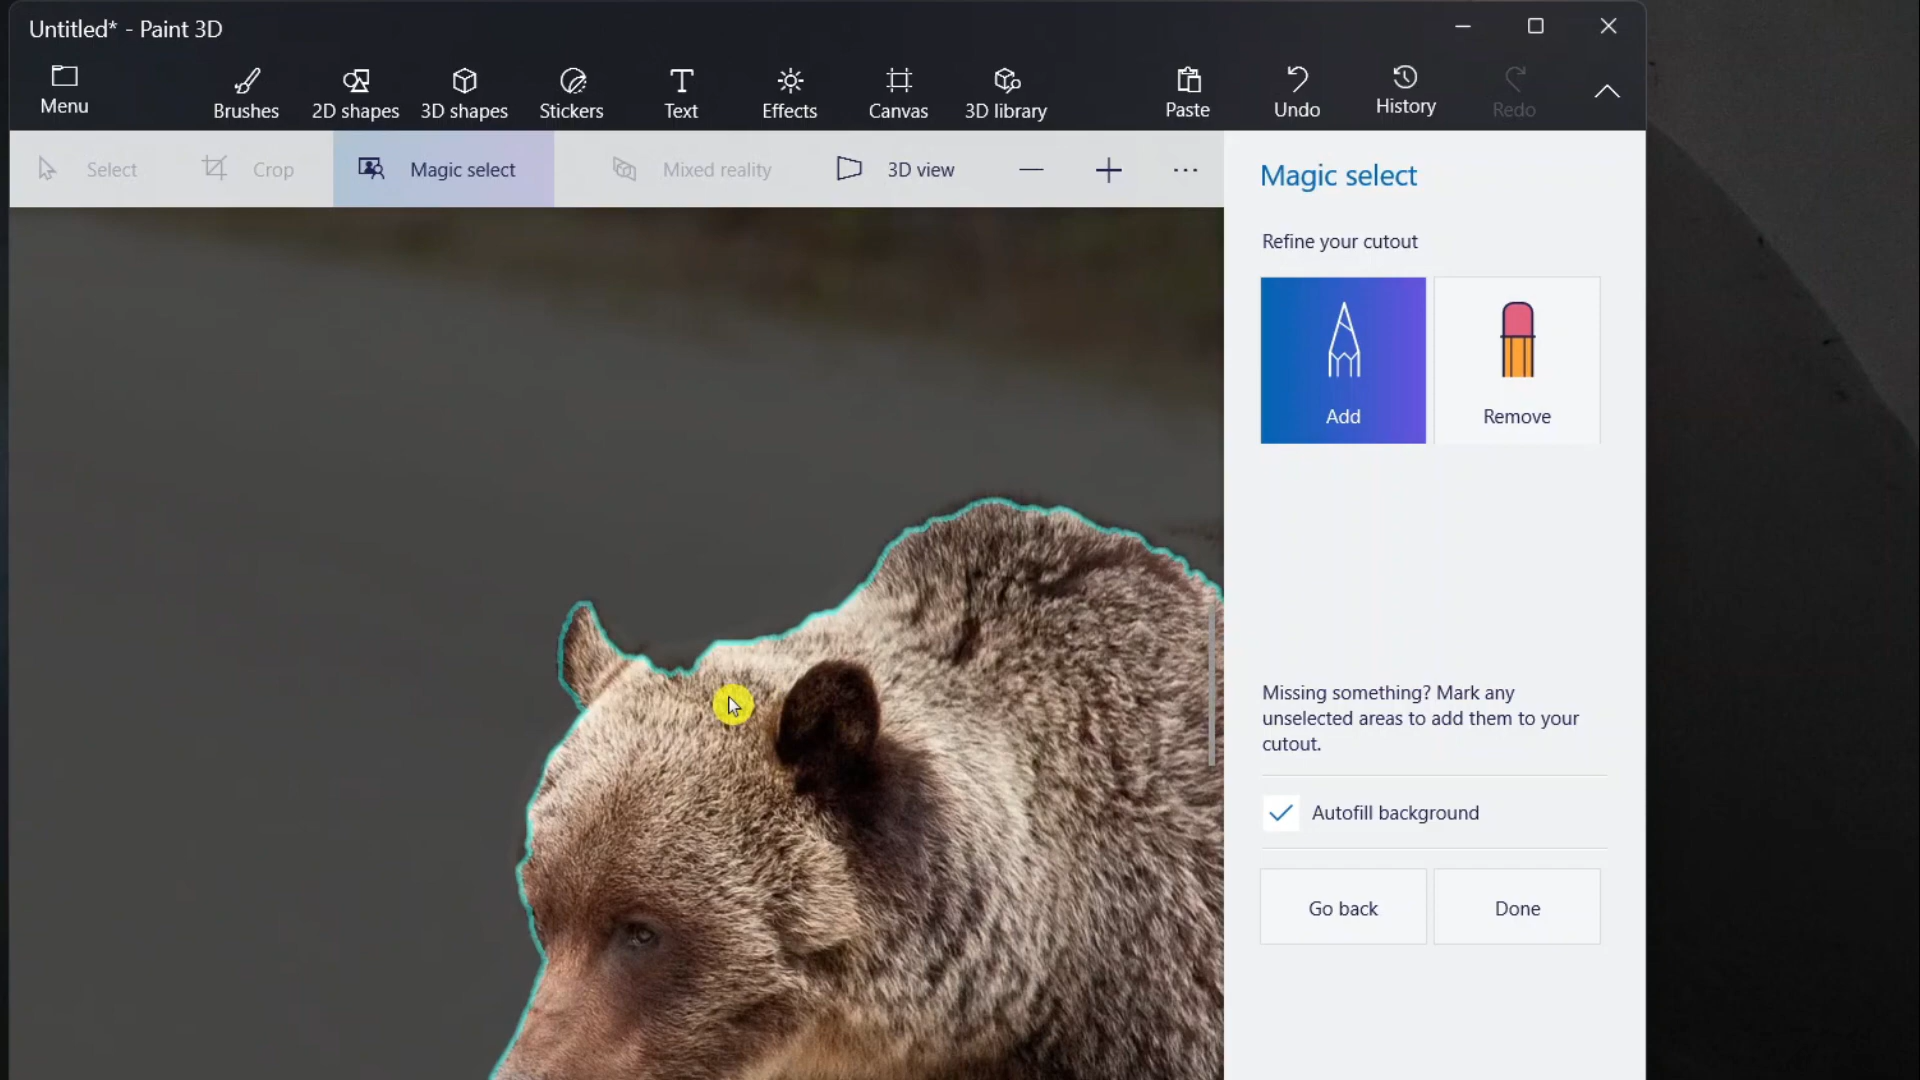 Untitled* - Paint 3D
Menu
Brushes
2D shapes
3D shapes
Stickers
Text
Effects
Canvas
3D library
Paste
Undo
History
Redo
Select
Crop
Magic select
Mixed reality
3D view
Magic select
Refine your cutout
Add
Remove
Missing something? Mark any
unselected areas to add them to your
cutout.
Autofill background
Go back
Done